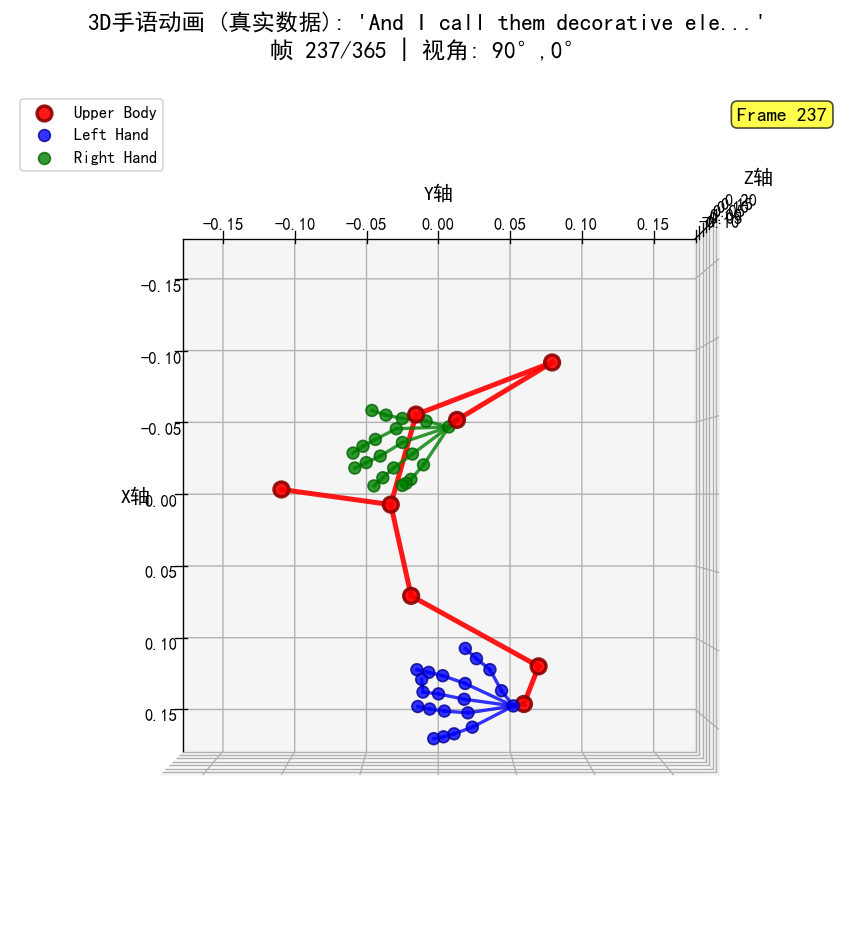 3D手语动画 (真实数据): 'And I call them decorative ele...'
帧 237/365 | 视角: 90°,0°
Upper Body
Left Hand
Right Hand
Frame 237
Z轴
Y轴
-0.15 -0.10 -0.05 0.00 0.05 0.10 0.15
-0.15
-0.10
-0.05
X轴
0.00
0.05
0.10
0.15